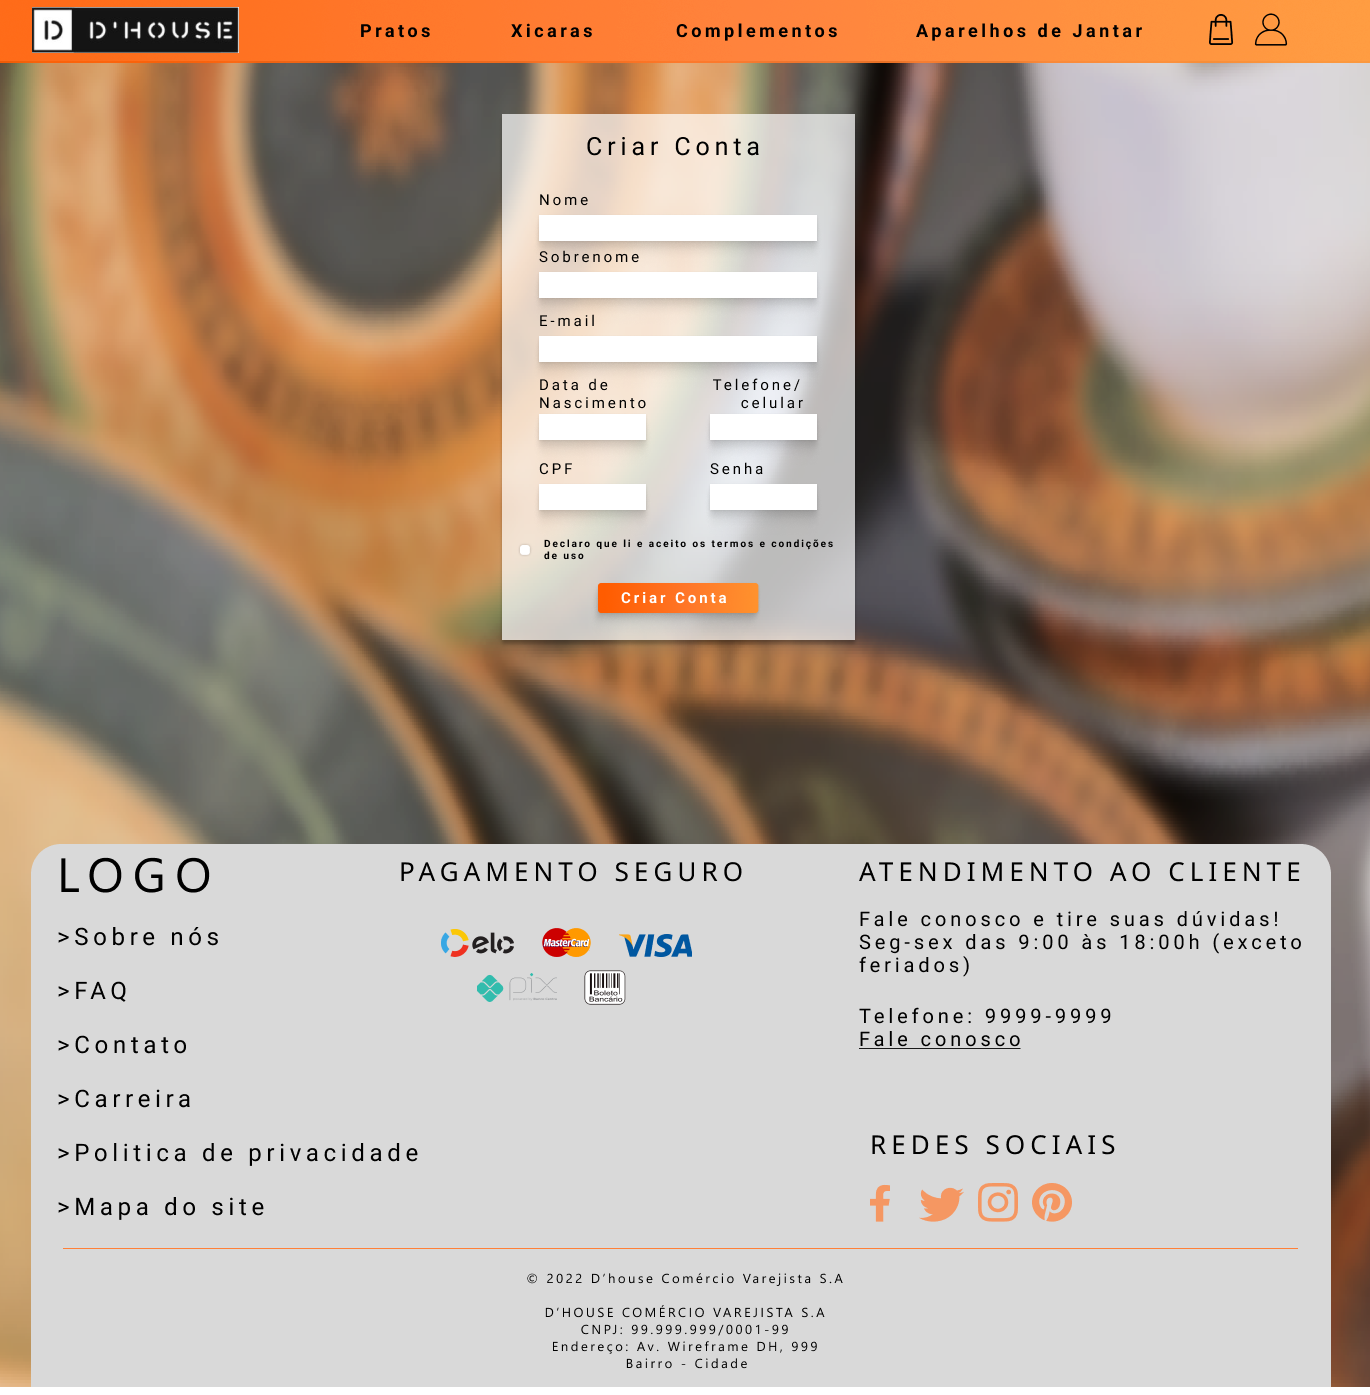 D D'HOUSE
Pratos Xicaras Complementos Aparelhos de Jantar
Criar Conta
Nome
Sobrenome
E-mail
Data de
Nascimento
Telefone/
celular
CPF Senha
Declaro que li e aceito os termos e condições
de uso
Criar Conta
LOGO
>Sobre nós
>FAQ
>Contato
>Carreira
>Politica de privacidade
>Mapa do site
PAGAMENTO SEGURO
elo MasterCard VISA
pix Boleto
Bancário
ATENDIMENTO AO CLIENTE
Fale conosco e tire suas dúvidas!
Seg-sex das 9:00 às 18:00h (exceto
feriados)
Telefone: 9999-9999
Fale conosco
REDES SOCIAIS
© 2022 D'house Comércio Varejista S.A
D'HOUSE COMÉRCIO VAREJISTA S.A
CNPJ: 99.999.999/0001-99
Endereço: Av. Wireframe DH, 999
Bairro - Cidade